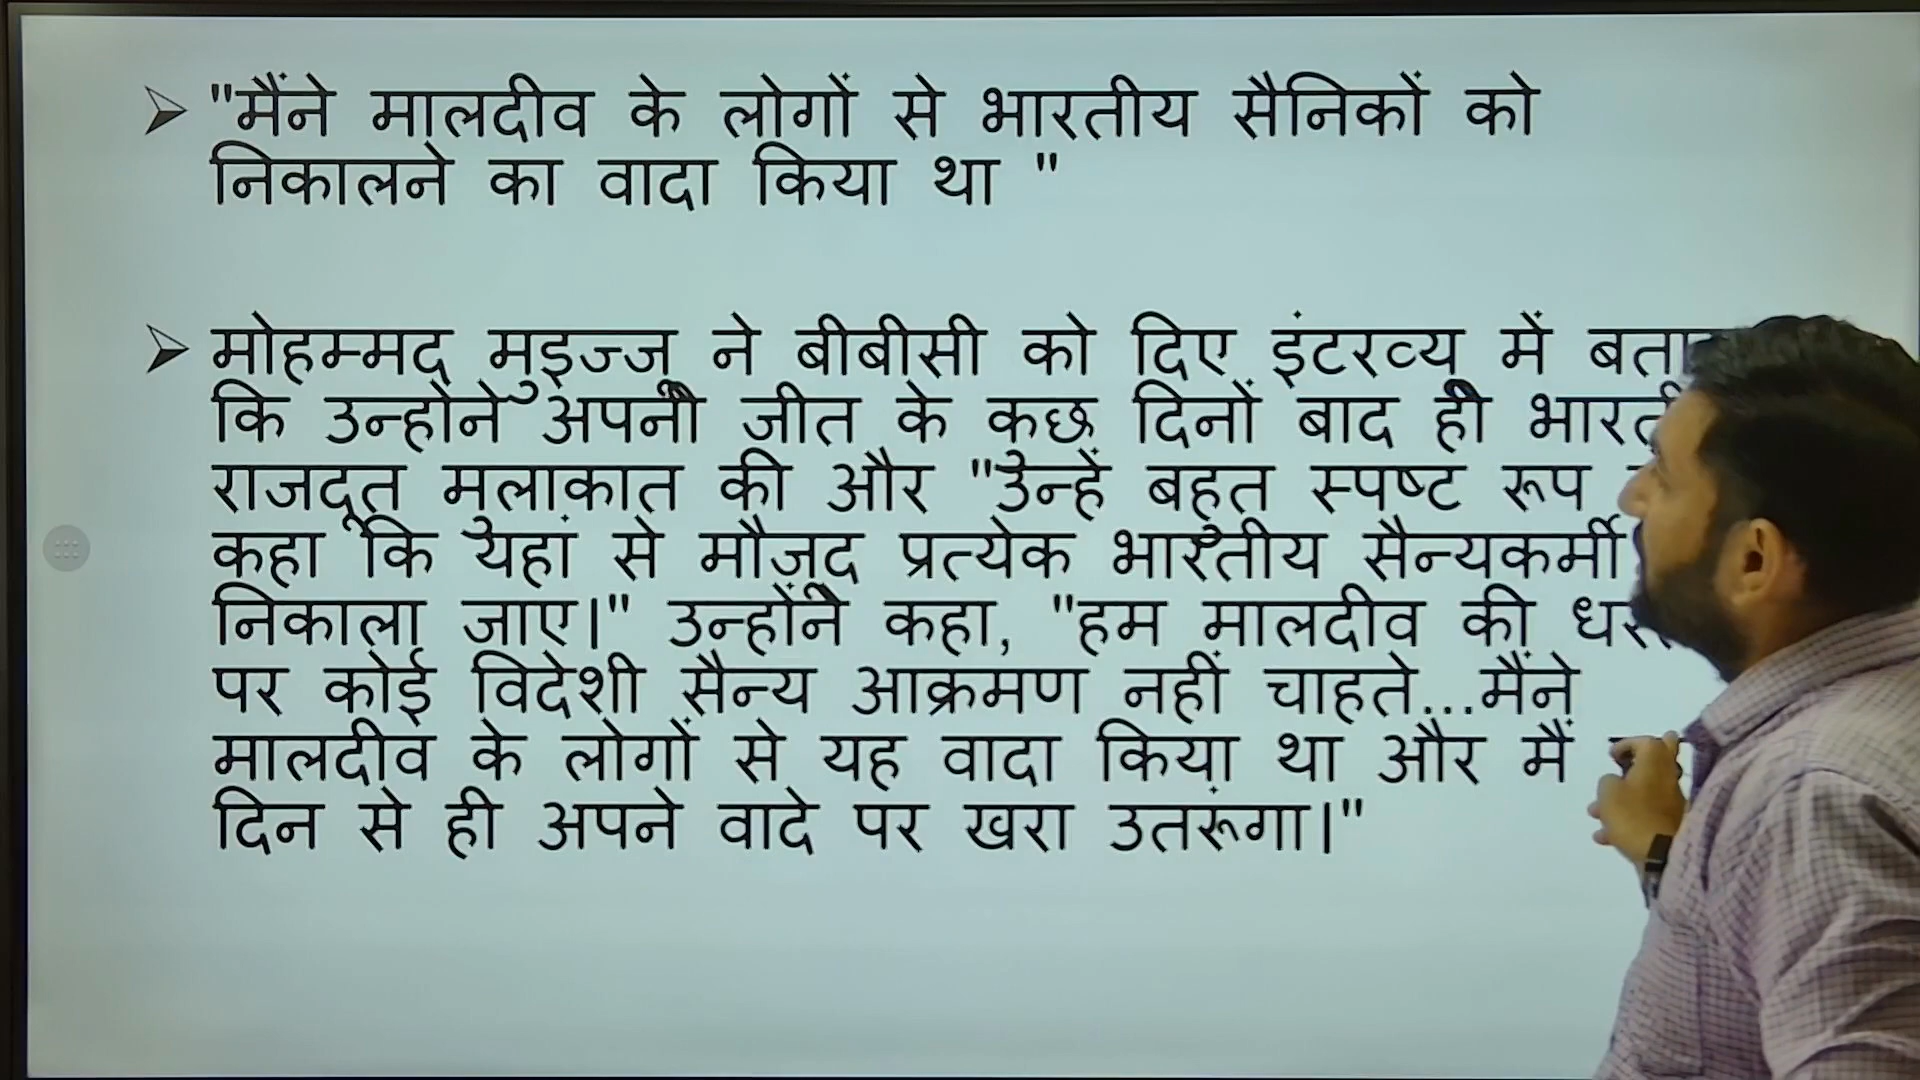 "मैंने मालदीव के लोगों से भारतीय सैनिकों को
निकालने का वादा किया था "
मोहम्मद मुइज्जू ने बीबीसी को दिए इंटरव्यू में
कि उन्होंने अपनी जीत के कुछ दिनों बाद ही
राजदूत मुलाकात की और "उन्हें बहुत स्पष्ट रूप
कहा कि यहां से मौजूद प्रत्येक भारतीय सैन्यकर्मी
निकाला जाए।" उन्होंने कहा, "हम मालदीव की
पर कोई विदेशी सैन्य आक्रमण नहीं चाहते...मैंने
मालदीव के लोगों से यह वादा किया था और मैं
दिन से ही अपने वादे पर खरा उतरूंगा।"